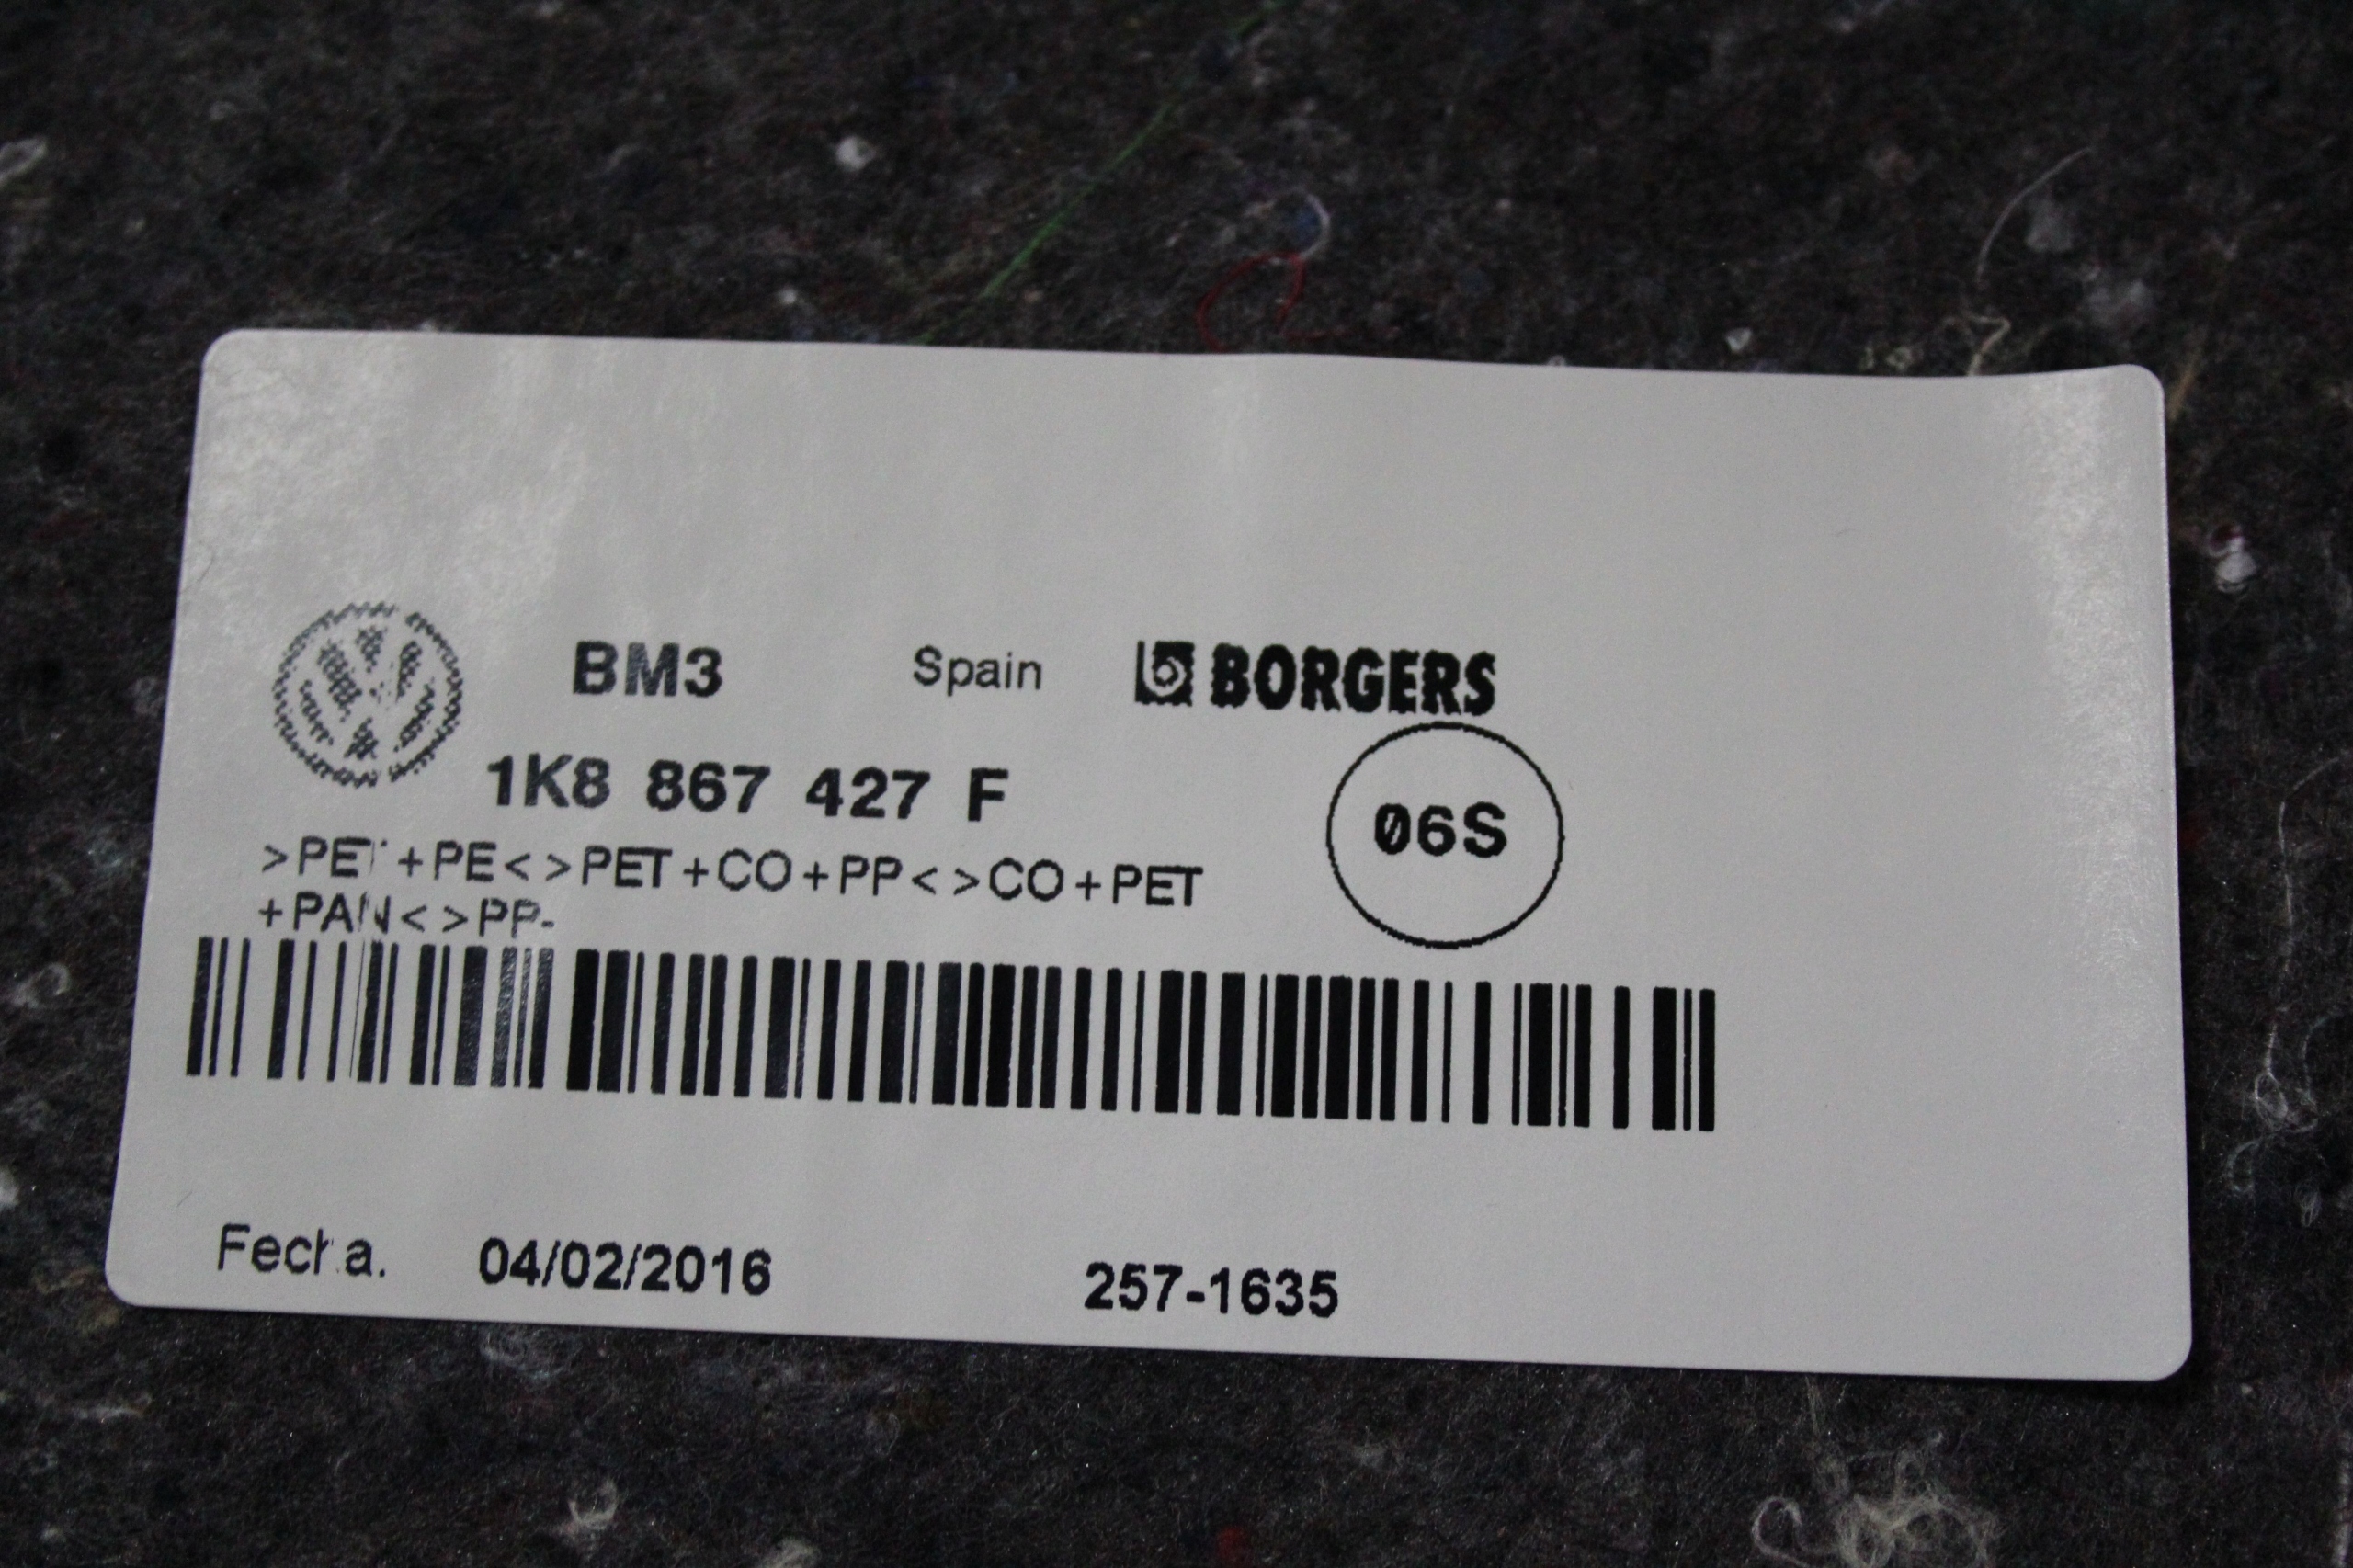 BM3 Spain BORGERS
1K8 867 427 F
06S
>PET+PE<>PET+CO+PP<>CO+PET
+PAN<>PP-
Fecha. 04/02/2016 257-1635